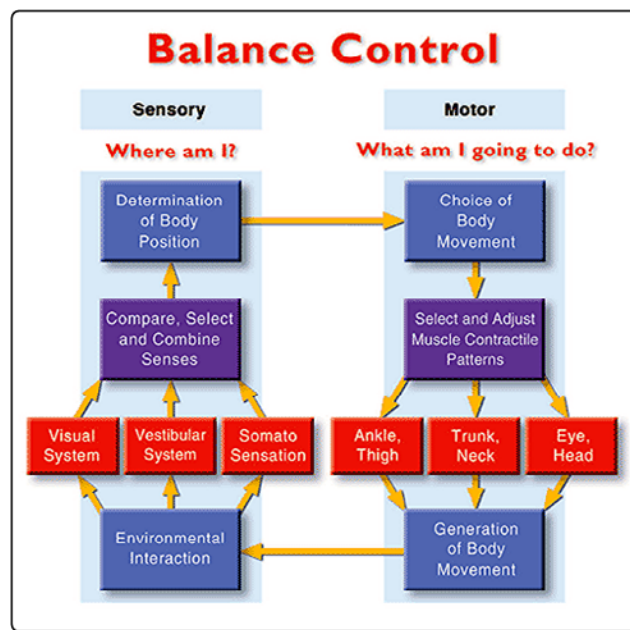 Balance Control
Sensory
Motor
Where am I?
What am I going to do?
Determination
of Body
Position
Choice of
Body
Movement
Compare, Select
and Combine
Senses
Select and Adjust
Muscle Contractile
Patterns
Visual
System
Vestibular
System
Somato
Sensation
Ankle,
Thigh
Trunk,
Neck
Eye,
Head
Environmental
Interaction
Generation
of Body
Movement